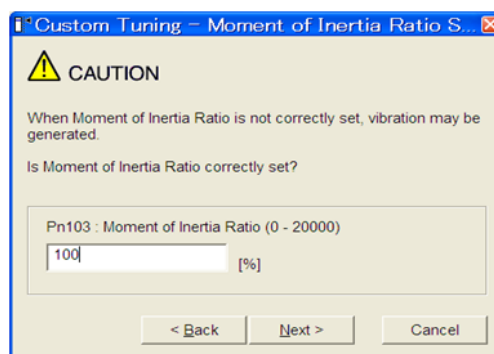 Custom Tuning - Moment of Inertia Ratio S...
CAUTION
When Moment of Inertia Ratio is not correctly set, vibration may be
generated.
Is Moment of Inertia Ratio correctly set?
Pn103 : Moment of Inertia Ratio (0 - 20000)
100
[%]
< Back
Next >
Cancel